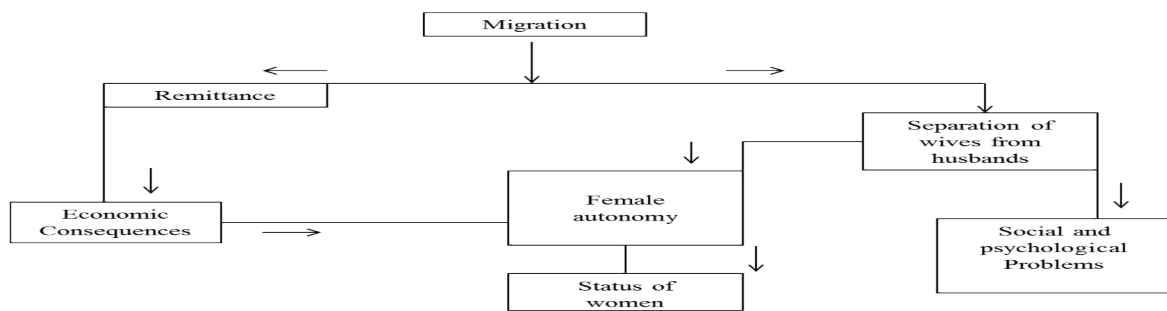 Migration
Remittance
Separation of
wives from
husbands
Female
autonomy
Economic
Consequences
Social and
psychological
Problems
Status of
women